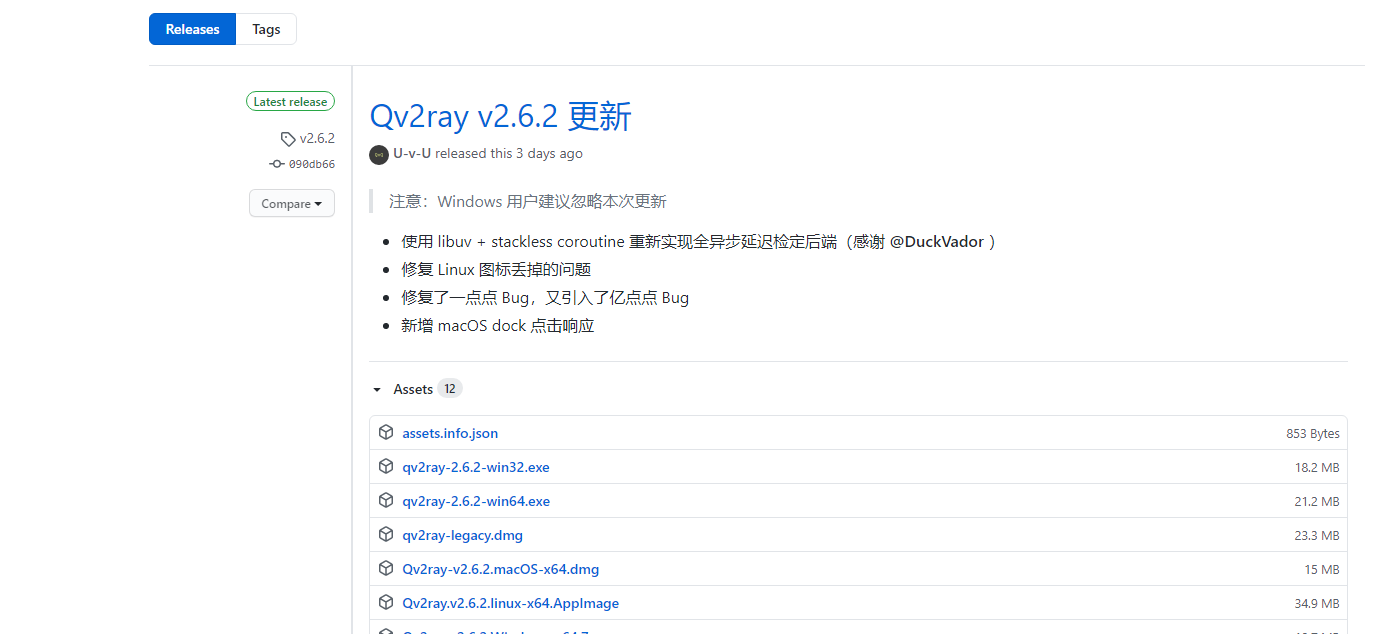 Releases Tags
Latest release
v2.6.2
090db66
Compare
Qv2ray v2.6.2 更新
U-v-U released this 3 days ago
注意：Windows 用户建议忽略本次更新
使用 libuv + stackless coroutine 重新实现全异步延迟检定后端（感谢 @DuckVador ）
修复 Linux 图标丢掉的问题
修复了一点点 Bug，又引入了亿点点 Bug
新增 macOS dock 点击响应
Assets 12
assets.info.json 853 Bytes
qv2ray-2.6.2-win32.exe 18.2 MB
qv2ray-2.6.2-win64.exe 21.2 MB
qv2ray-legacy.dmg 23.3 MB
Qv2ray-v2.6.2.macOS-x64.dmg 15 MB
Qv2ray.v2.6.2.linux-x64.AppImage 34.9 MB